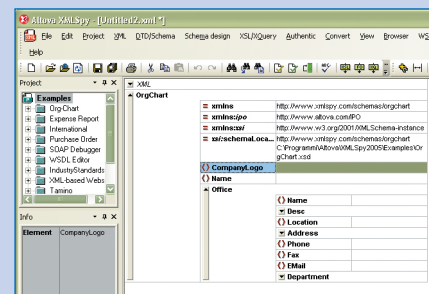 Altova XMLSpy - [Untitled2.xml *]
File Edit Project XML DTD/Schema Schema design XSL/XQuery Authentic Convert View Browser WS
Help
Project
Examples
Org-Chart
Expense Report
International
Purchase Order
SOAP Debugger
WSDL Editor
IndustryStandards
XML-based Webs
Tamino
Info
Element CompanyLogo
XML
OrgChart
= xmlns http://www.xmlspy.com/schemas/orgchart
= xmlns:ipo http://www.altova.com/IPO
= xmlns:xsi http://www.w3.org/2001/XMLSchema-instance
= xsi:schemaLoca... http://www.xmlspy.com/schemas/orgchart
C:\Programmi\Altova\XMLSpy2005\Examples\Or
gChart.xsd
() CompanyLogo
() Name
Office
() Name
Desc
() Location
Address
() Phone
() Fax
() EMail
Department